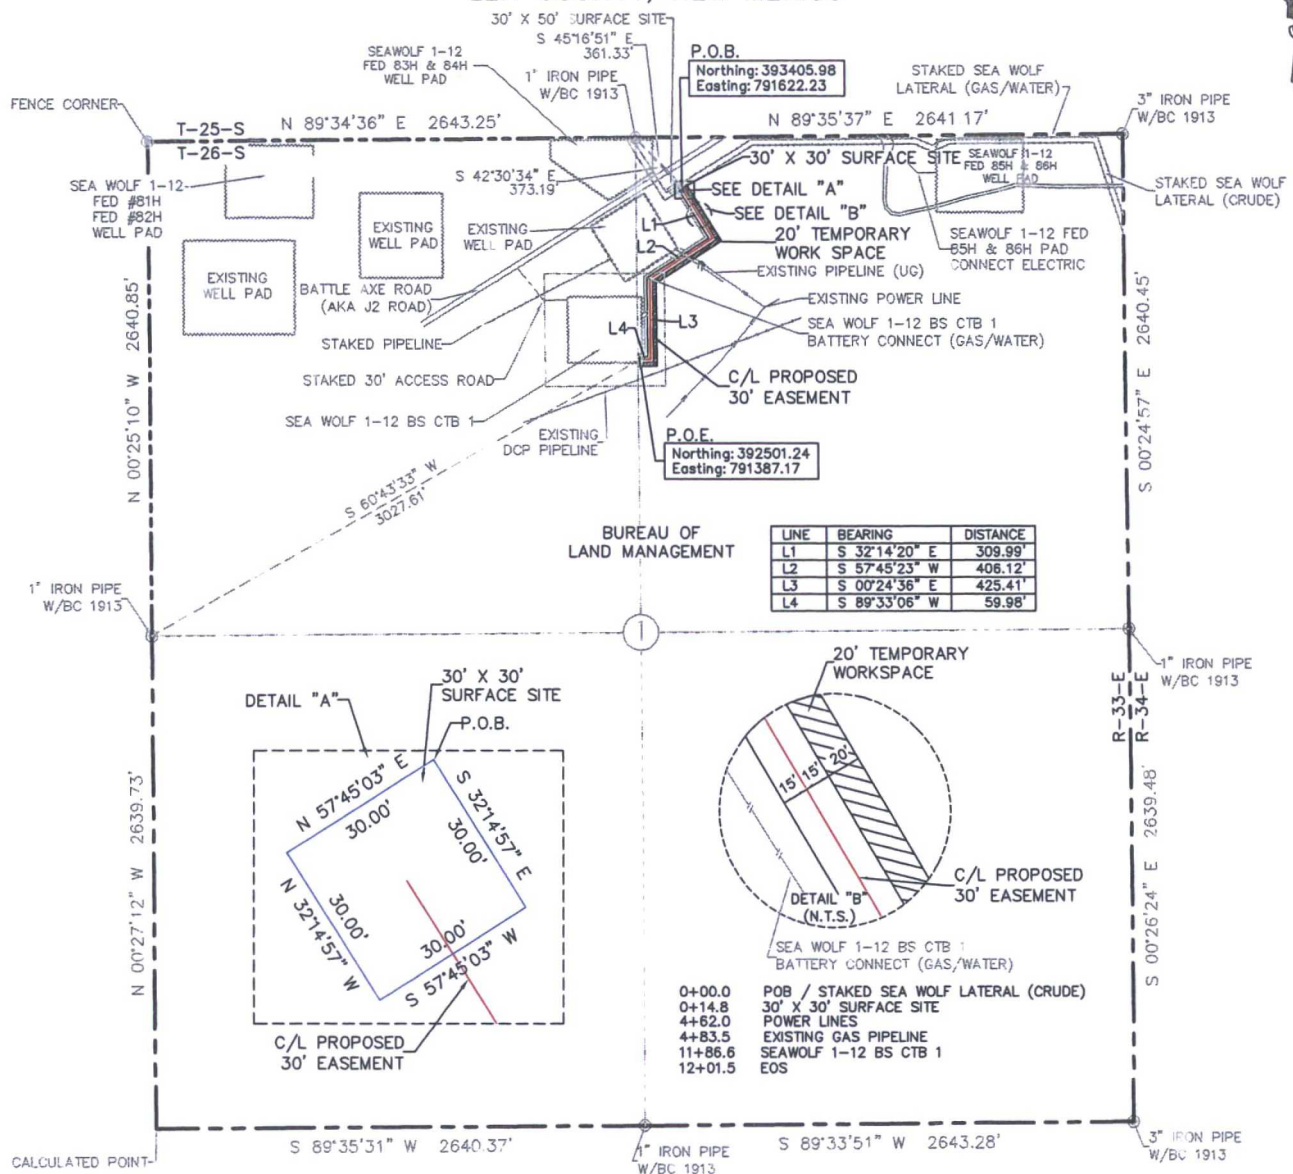 30' X 50' SURFACE SITE
S 45°16'51" E
361.33'
SEAWOLF 1-12
FED 83H & 84H
WELL PAD
1" IRON PIPE
W/BC 1913
P.O.B.
Northing: 393405.98
Easting: 791622.23
STAKED SEA WOLF
LATERAL (GAS/WATER)
3" IRON PIPE
W/BC 1913
FENCE CORNER
T-25-S
T-26-S
N 89°34'36" E 2643.25'
N 89°35'37" E 2641.17'
30' X 30' SURFACE SITE
SEAWOLF 1-12
FED 85H & 86H
WELL PAD
SEA WOLF 1-12
FED #81H
FED #82H
WELL PAD
S 42°30'34" E
373.19'
SEE DETAIL "A"
SEE DETAIL "B"
STAKED SEA WOLF
LATERAL (CRUDE)
EXISTING
WELL PAD
EXISTING
WELL PAD
L1
L2
20' TEMPORARY
WORK SPACE
SEAWOLF 1-12 FED
85H & 86H PAD
CONNECT ELECTRIC
EXISTING
WELL PAD
BATTLE AXE ROAD
(AKA J2 ROAD)
EXISTING PIPELINE (UG)
EXISTING POWER LINE
SEA WOLF 1-12 BS CTB 1
BATTERY CONNECT (GAS/WATER)
L3
L4
STAKED PIPELINE
STAKED 30' ACCESS ROAD
C/L PROPOSED
30' EASEMENT
SEA WOLF 1-12 BS CTB 1
EXISTING
DCP PIPELINE
P.O.E.
Northing: 392501.24
Easting: 791387.17
N 00°25'10" W 2640.85'
S 00°24'57" E 2640.45'
S 60°43'33" W
3027.61'
BUREAU OF
LAND MANAGEMENT
LINE BEARING DISTANCE
L1 S 32°14'20" E 309.99'
L2 S 57°45'23" W 406.12'
L3 S 00°24'36" E 425.41'
L4 S 89°33'06" W 59.98'
1" IRON PIPE
W/BC 1913
1
1" IRON PIPE
W/BC 1913
R-33-E
R-34-E
DETAIL "A"
30' X 30'
SURFACE SITE
P.O.B.
N 57°45'03" E
30.00'
S 32°14'57" E
30.00'
N 32°14'57" W
30.00'
30.00'
S 57°45'03" W
C/L PROPOSED
30' EASEMENT
20' TEMPORARY
WORKSPACE
15' 15' 20'
C/L PROPOSED
30' EASEMENT
DETAIL "B"
(N.T.S.)
SEA WOLF 1-12 BS CTB 1
BATTERY CONNECT (GAS/WATER)
N 00°27'12" W 2639.73'
S 00°26'24" E 2639.48'
0+00.0 POB / STAKED SEA WOLF LATERAL (CRUDE)
0+14.8 30' X 30' SURFACE SITE
4+62.0 POWER LINES
4+83.5 EXISTING GAS PIPELINE
11+86.6 SEAWOLF 1-12 BS CTB 1
12+01.5 EOS
S 89°35'31" W 2640.37'
S 89°33'51" W 2643.28'
CALCULATED POINT
1" IRON PIPE
W/BC 1913
3" IRON PIPE
W/BC 1913